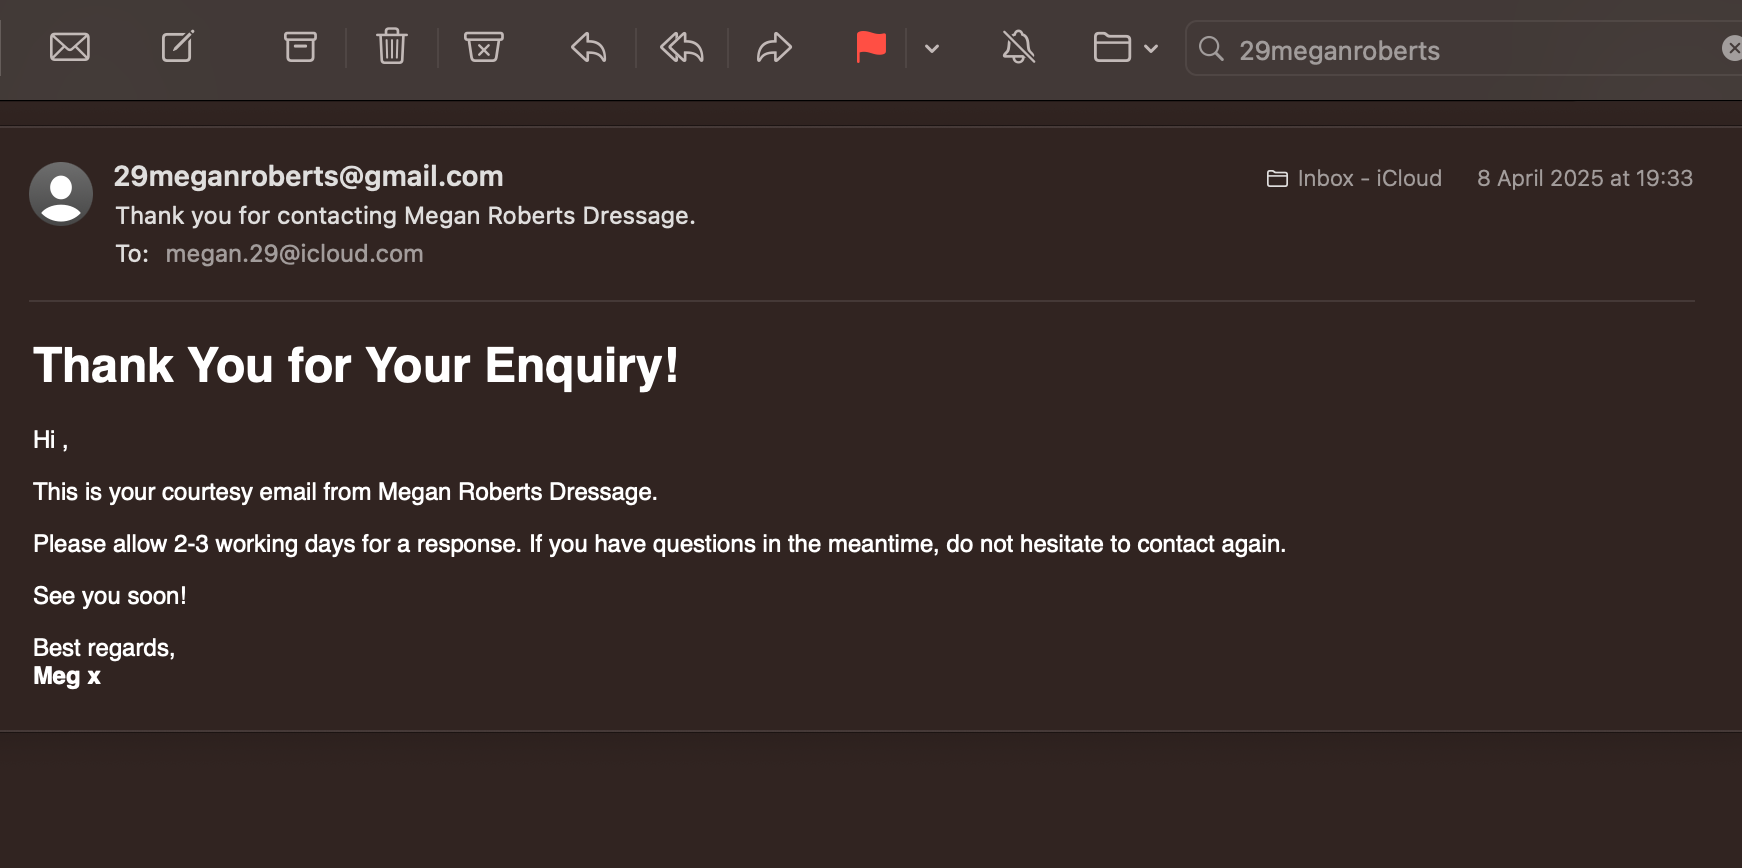 29meganroberts
29meganroberts@gmail.com
Inbox - iCloud 8 April 2025 at 19:33
Thank you for contacting Megan Roberts Dressage.
To: megan.29@icloud.com
Thank You for Your Enquiry!
Hi ,
This is your courtesy email from Megan Roberts Dressage.
Please allow 2-3 working days for a response. If you have questions in the meantime, do not hesitate to contact again.
See you soon!
Best regards,
Meg x